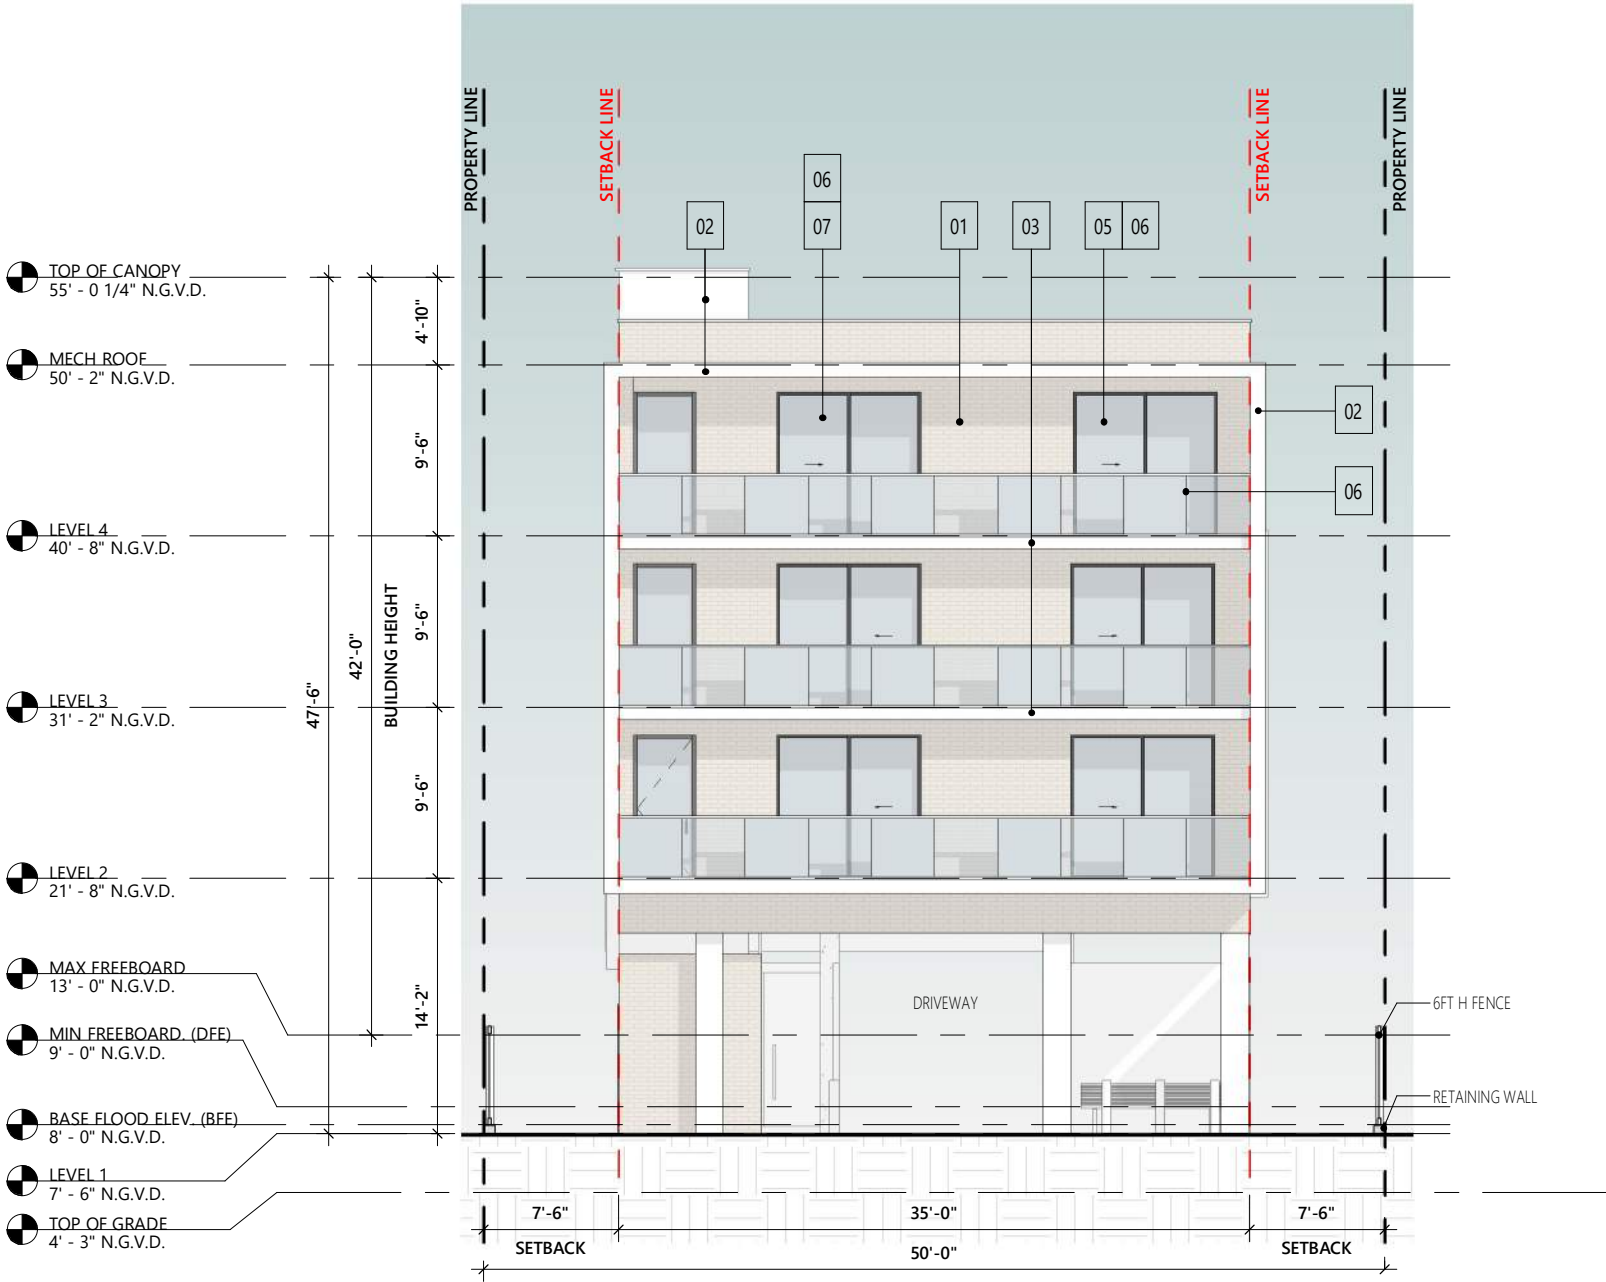 PROPERTY LINE
SETBACK LINE
SETBACK LINE
PROPERTY LINE
06
02
07
01
03
05 06
TOP OF CANOPY
55' - 0 1/4" N.G.V.D.
4'-10"
MECH ROOF
50' - 2" N.G.V.D.
02
9'-6"
06
LEVEL 4
40' - 8" N.G.V.D.
9'-6"
BUILDING HEIGHT
42'-0"
47'-6"
LEVEL 3
31' - 2" N.G.V.D.
9'-6"
LEVEL 2
21' - 8" N.G.V.D.
MAX FREEBOARD
13' - 0" N.G.V.D.
14'-2"
DRIVEWAY
6FT H FENCE
MIN FREEBOARD. (DFE)
9' - 0" N.G.V.D.
RETAINING WALL
BASE FLOOD ELEV. (BFE)
8' - 0" N.G.V.D.
LEVEL 1
7' - 6" N.G.V.D.
TOP OF GRADE
4' - 3" N.G.V.D.
7'-6"
35'-0"
7'-6"
SETBACK
50'-0"
SETBACK